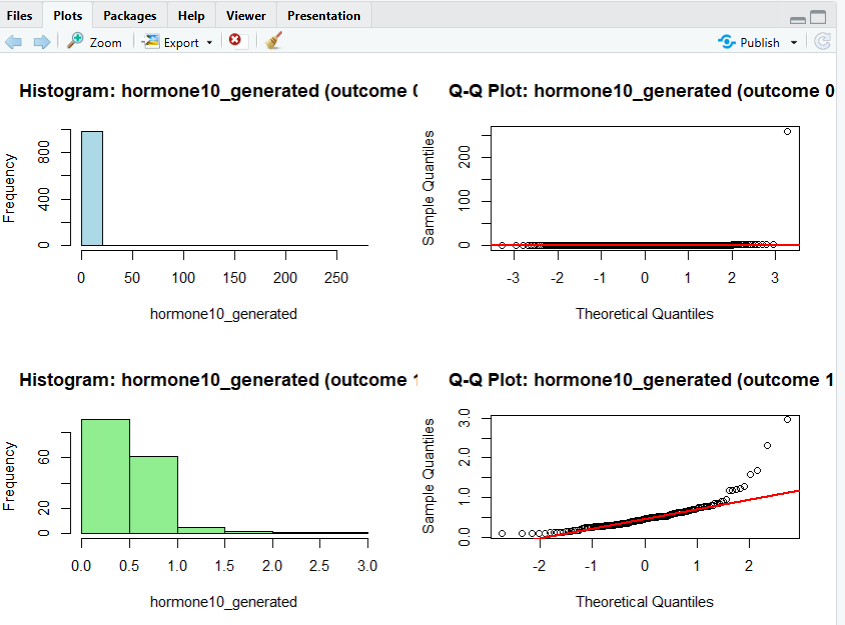 Files Plots Packages Help Viewer Presentation
Zoom Export Publish
Histogram: hormone10_generated (outcome 0
Frequency
0 400 800
0 50 100 150 200 250
hormone10_generated
Q-Q Plot: hormone10_generated (outcome 0
Sample Quantiles
0 100 200
-3 -2 -1 0 1 2 3
Theoretical Quantiles
Histogram: hormone10_generated (outcome 1
Frequency
0 20 60
0.0 0.5 1.0 1.5 2.0 2.5 3.0
hormone10_generated
Q-Q Plot: hormone10_generated (outcome 1
Sample Quantiles
0.0 1.0 2.0 3.0
-2 -1 0 1 2
Theoretical Quantiles